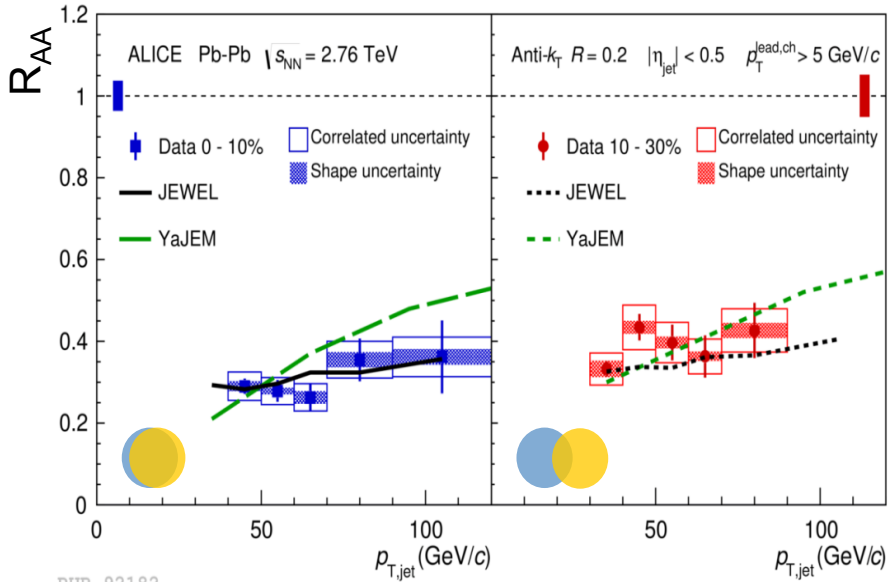 R_AA
1.2
1
0.8
0.6
0.4
0.2
0
ALICE Pb-Pb √s_NN = 2.76 TeV
Data 0 - 10%
Correlated uncertainty
Shape uncertainty
JEWEL
YaJEM
0
50
100
p_T,jet (GeV/c)
Anti-k_T R = 0.2 |η_jet| < 0.5 p_T^lead,ch > 5 GeV/c
Data 10 - 30%
Correlated uncertainty
Shape uncertainty
JEWEL
YaJEM
50
100
p_T,jet (GeV/c)